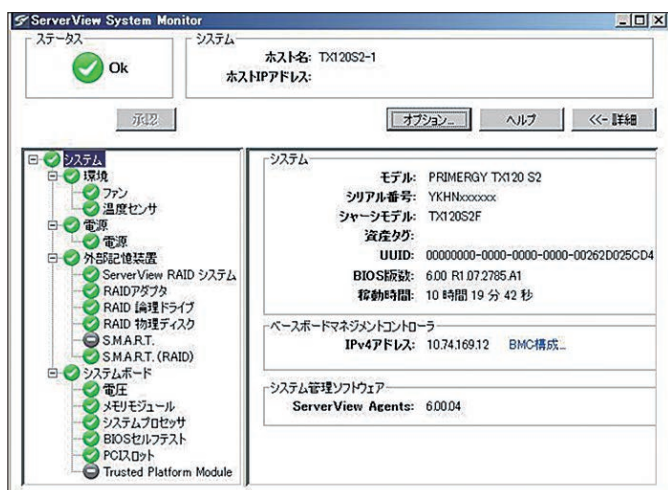 ServerView System Monitor
ステータス
Ok
システム
ホスト名: TX120S2-1
ホストIPアドレス:
承認
オプション...
ヘルプ
<<- 詳細
システム
環境
ファン
温度センサ
電源
電源
外部記憶装置
ServerView RAID システム
RAIDアダプタ
RAID 論理ドライブ
RAID 物理ディスク
S.M.A.R.T.
S.M.A.R.T. (RAID)
システムボード
電圧
メモリモジュール
システムプロセッサ
BIOSセルフテスト
PCIスロット
Trusted Platform Module
システム
モデル: PRIMERGY TX120 S2
シリアル番号: YKHNxxxxxx
シャーシモデル: TX120S2F
資産タグ:
UUID: 00000000-0000-0000-0000-00262D025CD4
BIOS版数: 6.00 R1.07.2785.A1
稼動時間: 10 時間 19 分 42 秒
ベースボードマネジメントコントローラ
IPv4アドレス: 10.74.169.12 BMC構成...
システム管理ソフトウェア
ServerView Agents: 6.00.04